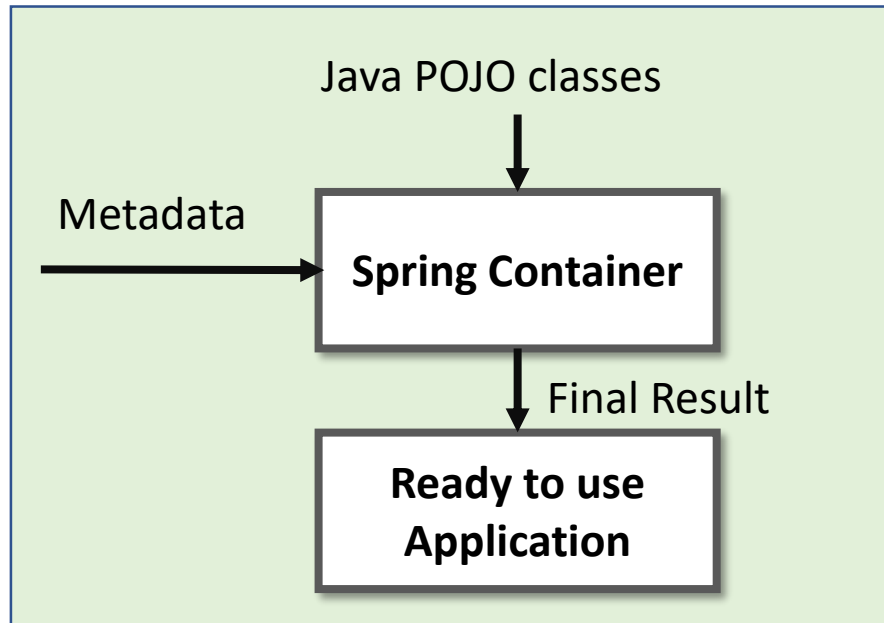 Java POJO classes
Metadata
Spring Container
Final Result
Ready to use
Application